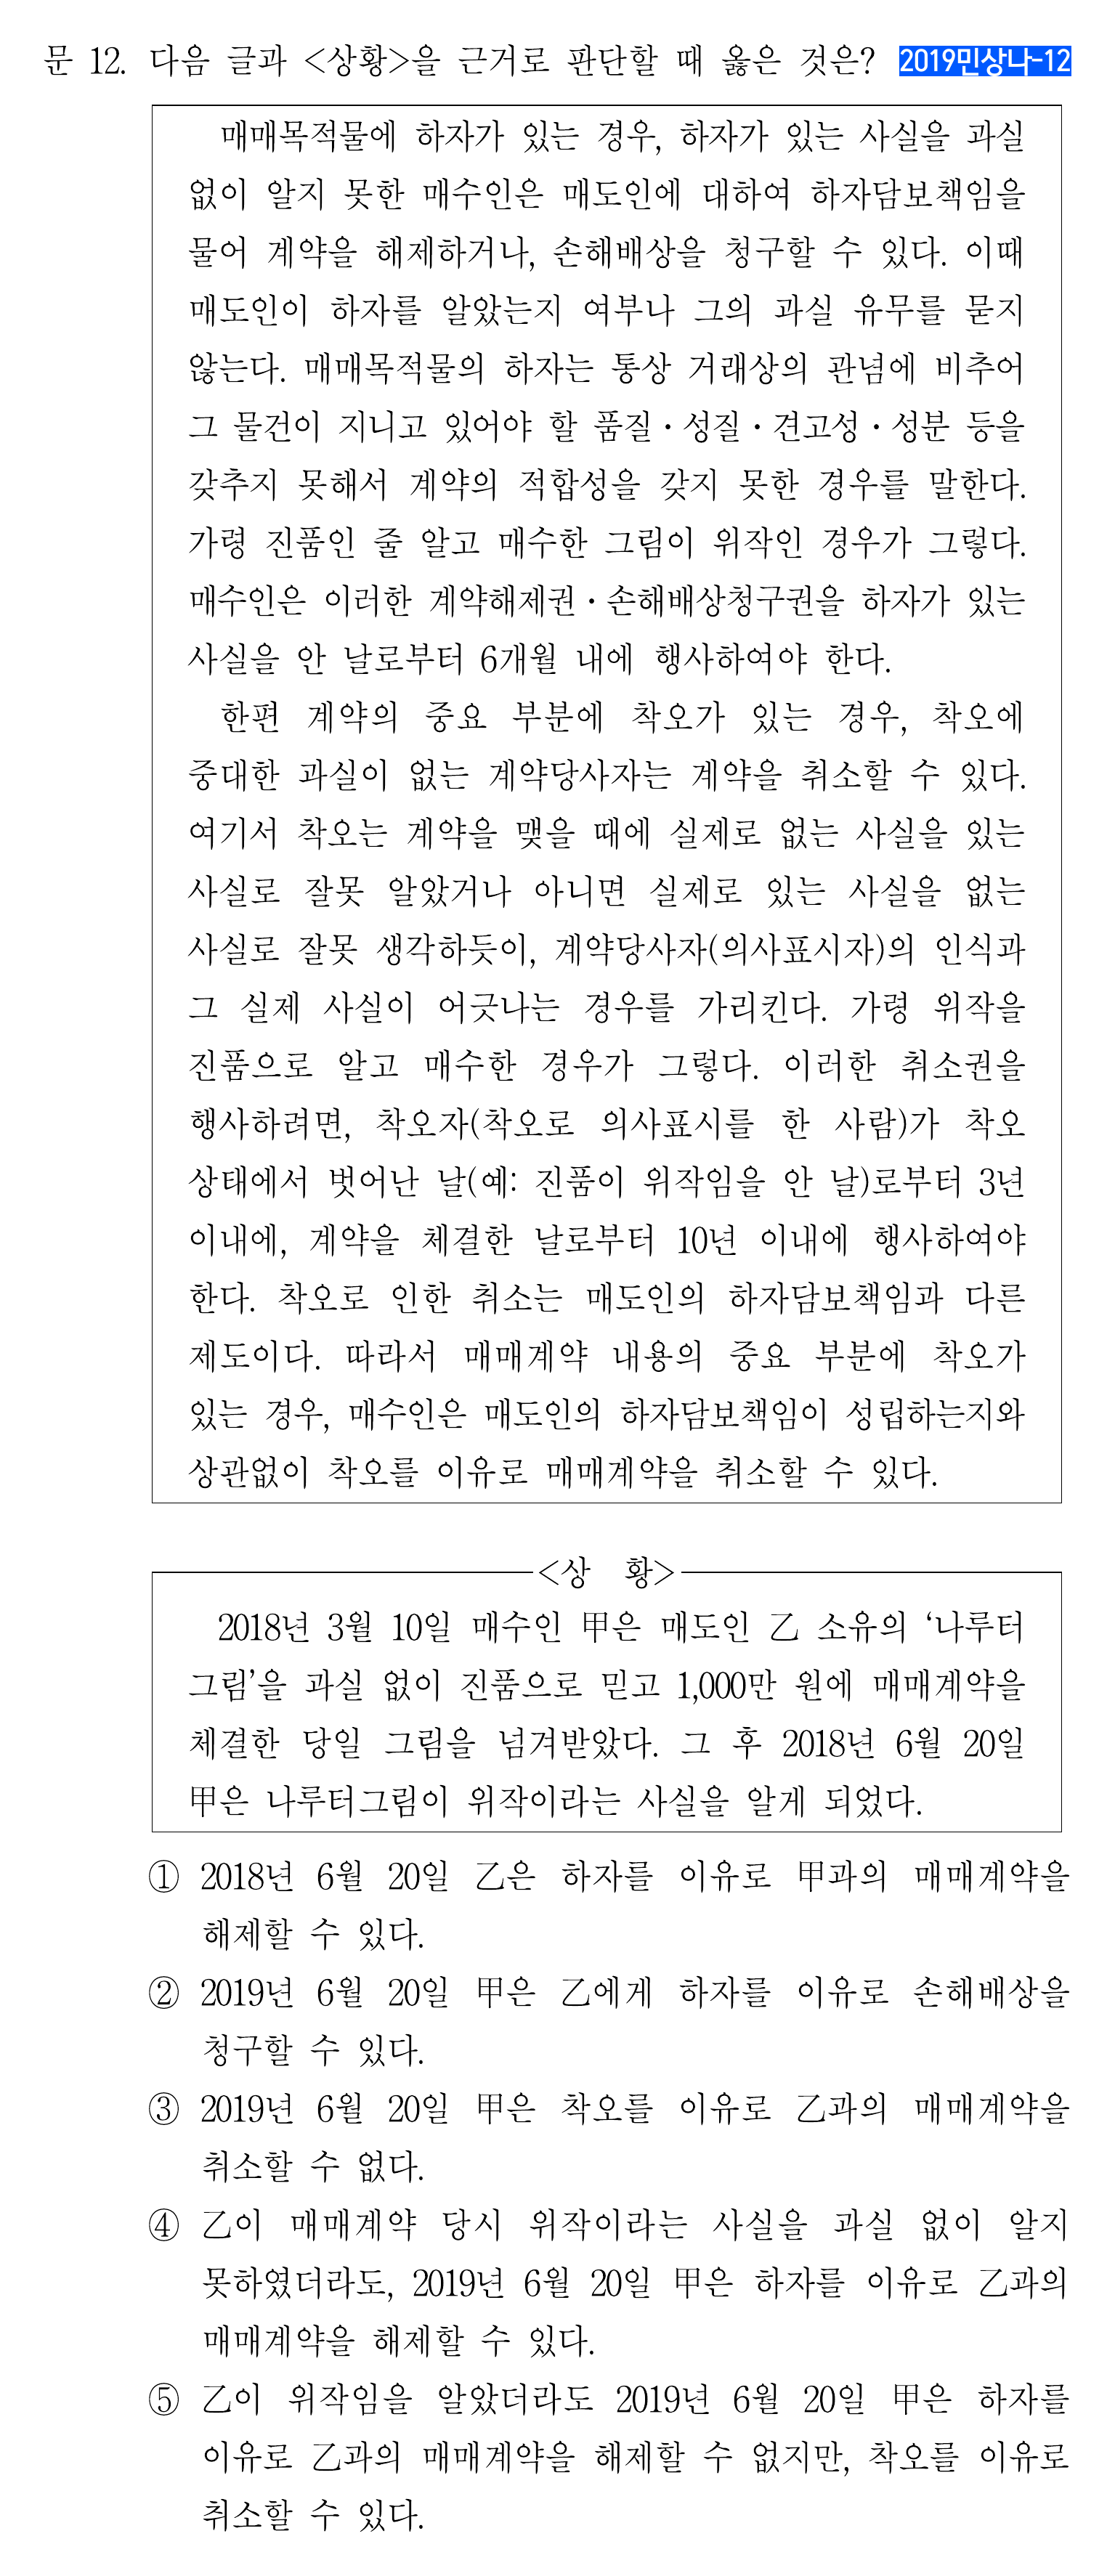 문 12. 다음 글과 <상황>을 근거로 판단할 때 옳은 것은? 2019민상나-12
매매목적물에 하자가 있는 경우, 하자가 있는 사실을 과실
없이 알지 못한 매수인은 매도인에 대하여 하자담보책임을
물어 계약을 해제하거나, 손해배상을 청구할 수 있다. 이때
매도인이 하자를 알았는지 여부나 그의 과실 유무를 묻지
않는다. 매매목적물의 하자는 통상 거래상의 관념에 비추어
그 물건이 지니고 있어야 할 품질·성질·견고성·성분 등을
갖추지 못해서 계약의 적합성을 갖지 못한 경우를 말한다.
가령 진품인 줄 알고 매수한 그림이 위작인 경우가 그렇다.
매수인은 이러한 계약해제권·손해배상청구권을 하자가 있는
사실을 안 날로부터 6개월 내에 행사하여야 한다.
한편 계약의 중요 부분에 착오가 있는 경우, 착오에
중대한 과실이 없는 계약당사자는 계약을 취소할 수 있다.
여기서 착오는 계약을 맺을 때에 실제로 없는 사실을 있는
사실로 잘못 알았거나 아니면 실제로 있는 사실을 없는
사실로 잘못 생각하듯이, 계약당사자(의사표시자)의 인식과
그 실제 사실이 어긋나는 경우를 가리킨다. 가령 위작을
진품으로 알고 매수한 경우가 그렇다. 이러한 취소권을
행사하려면, 착오자(착오로 의사표시를 한 사람)가 착오
상태에서 벗어난 날(예: 진품이 위작임을 안 날)로부터 3년
이내에, 계약을 체결한 날로부터 10년 이내에 행사하여야
한다. 착오로 인한 취소는 매도인의 하자담보책임과 다른
제도이다. 따라서 매매계약 내용의 중요 부분에 착오가
있는 경우, 매수인은 매도인의 하자담보책임이 성립하는지와
상관없이 착오를 이유로 매매계약을 취소할 수 있다.
<상 황>
2018년 3월 10일 매수인 甲은 매도인 乙 소유의 ‘나루터
그림’을 과실 없이 진품으로 믿고 1,000만 원에 매매계약을
체결한 당일 그림을 넘겨받았다. 그 후 2018년 6월 20일
甲은 나루터그림이 위작이라는 사실을 알게 되었다.
① 2018년 6월 20일 乙은 하자를 이유로 甲과의 매매계약을
해제할 수 있다.
② 2019년 6월 20일 甲은 乙에게 하자를 이유로 손해배상을
청구할 수 있다.
③ 2019년 6월 20일 甲은 착오를 이유로 乙과의 매매계약을
취소할 수 없다.
④ 乙이 매매계약 당시 위작이라는 사실을 과실 없이 알지
못하였더라도, 2019년 6월 20일 甲은 하자를 이유로 乙과의
매매계약을 해제할 수 있다.
⑤ 乙이 위작임을 알았더라도 2019년 6월 20일 甲은 하자를
이유로 乙과의 매매계약을 해제할 수 없지만, 착오를 이유로
취소할 수 있다.